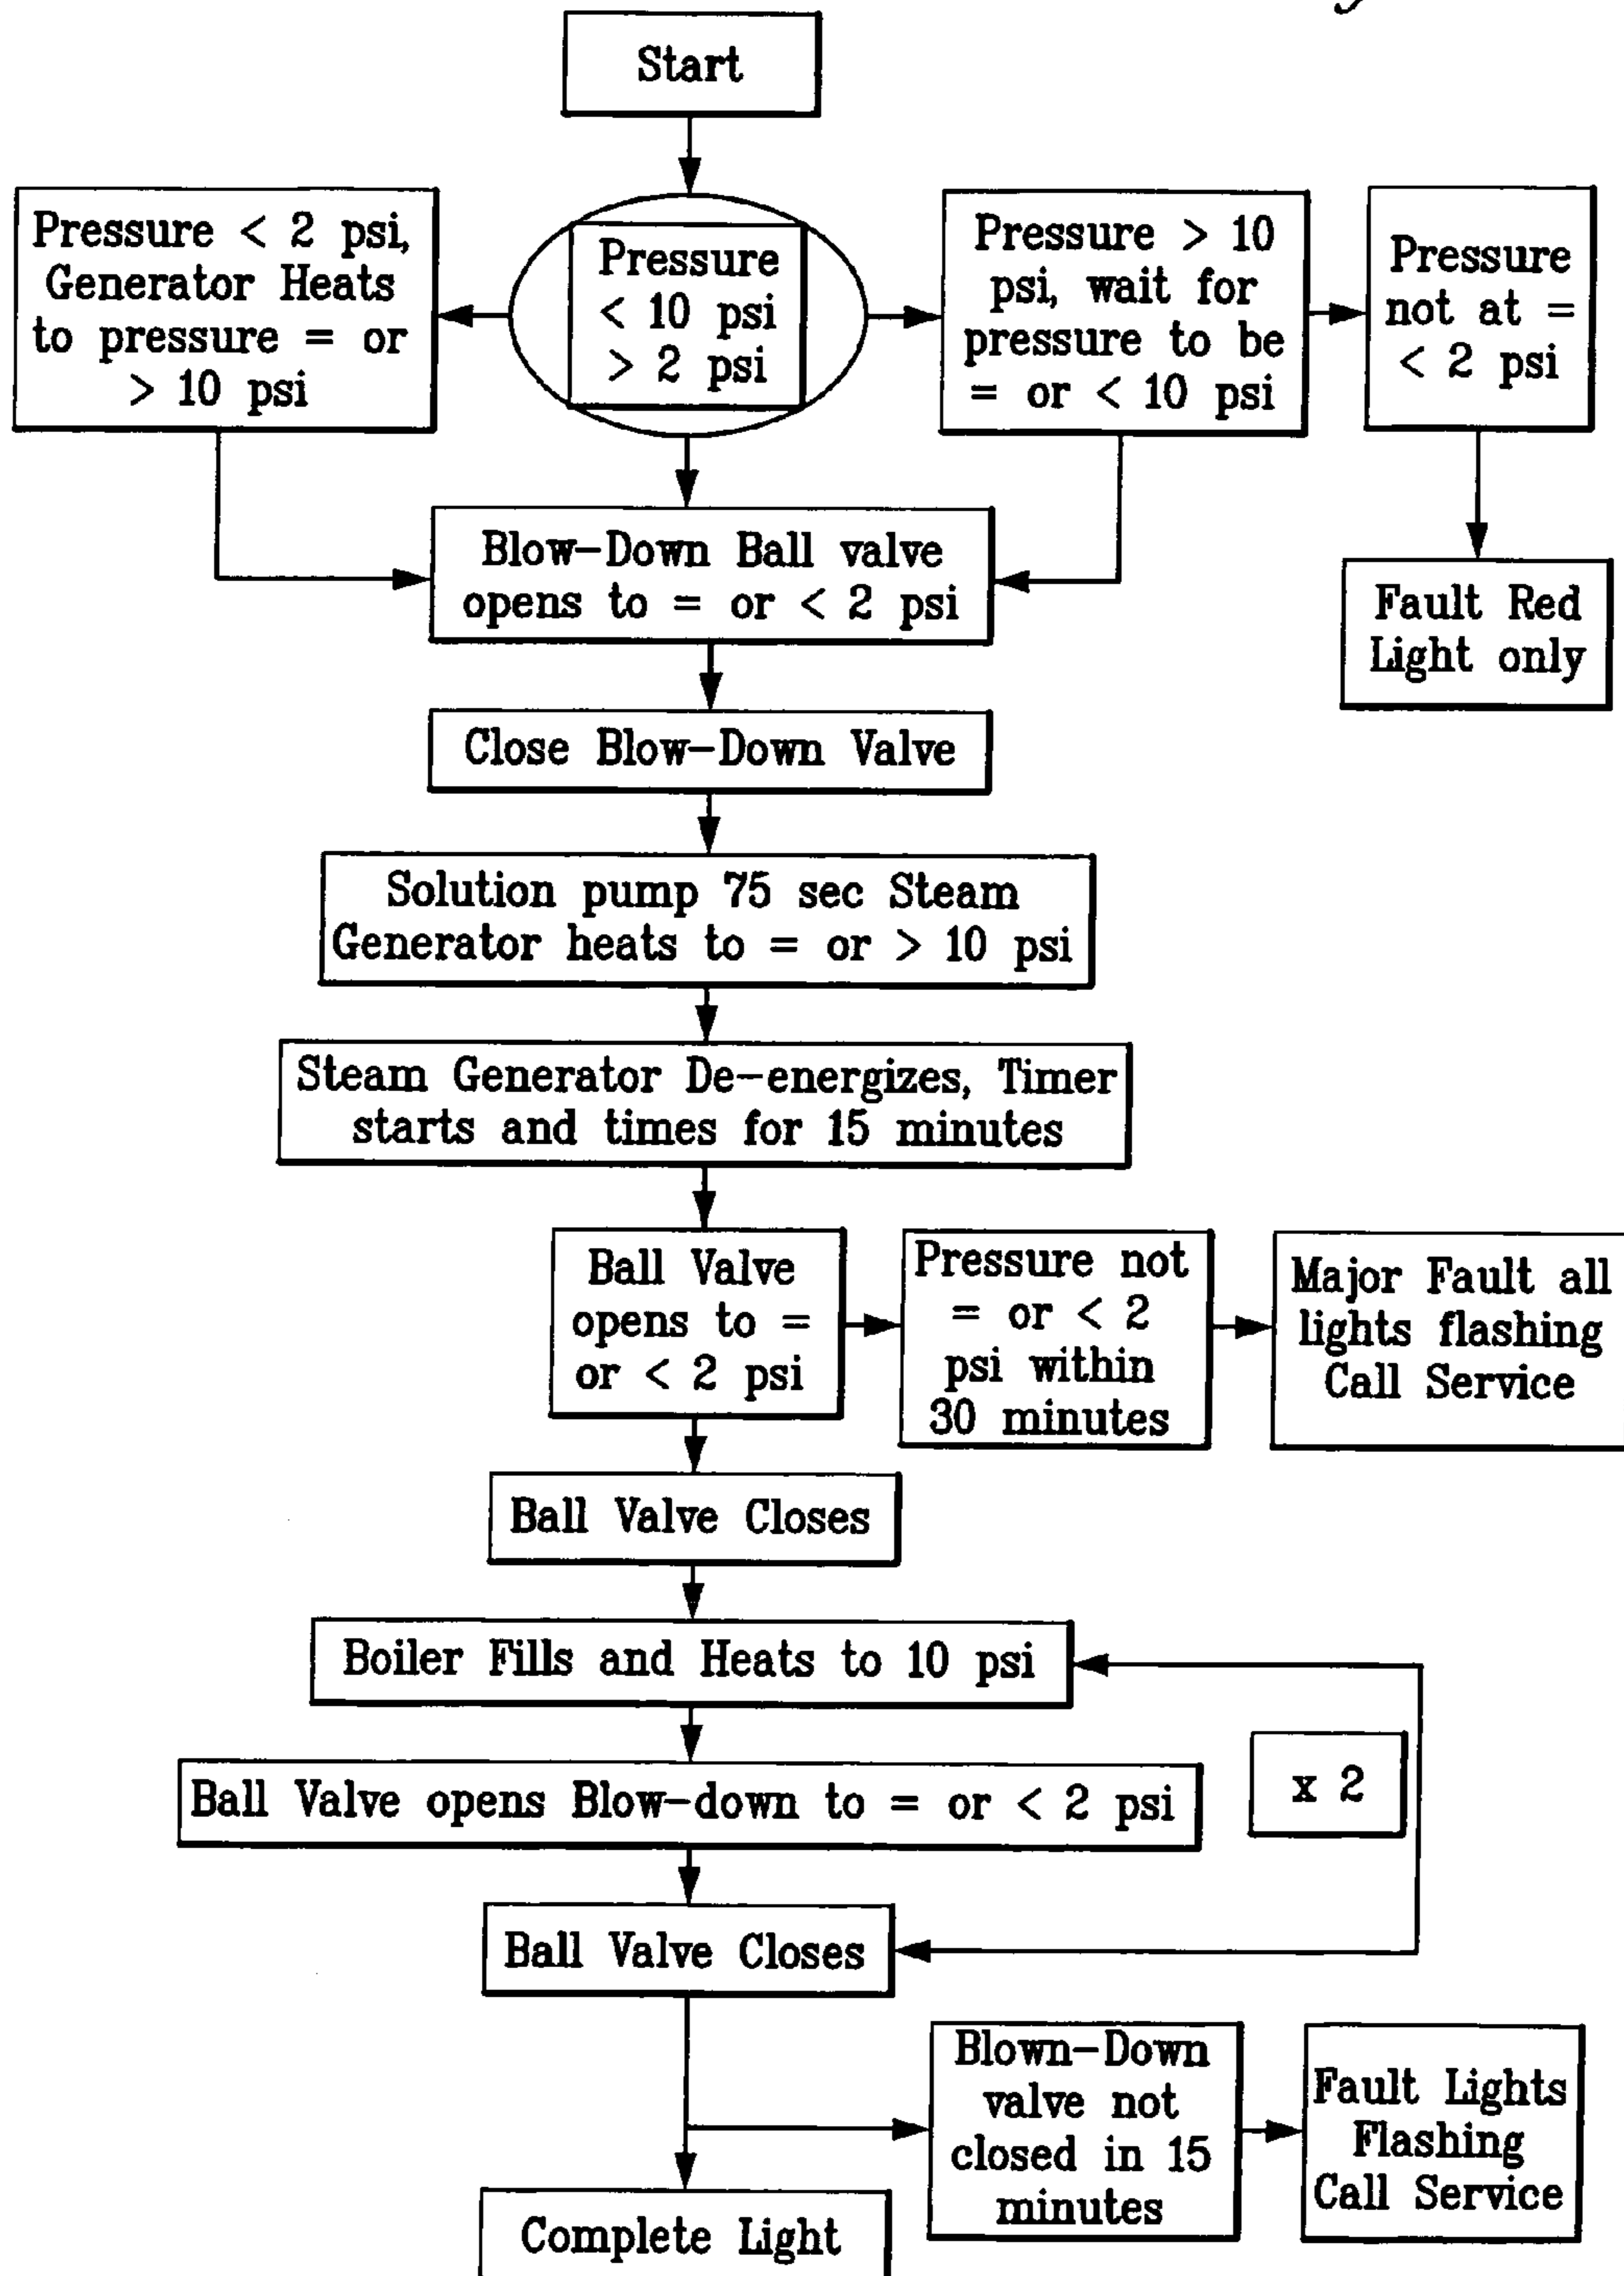 Start
Pressure < 2 psi,
Generator Heats
to pressure = or
> 10 psi
Pressure
< 10 psi
> 2 psi
Pressure > 10
psi, wait for
pressure to be
= or < 10 psi
Pressure
not at =
< 2 psi
Blow-Down Ball valve
opens to = or < 2 psi
Fault Red
Light only
Close Blow-Down Valve
Solution pump 75 sec Steam
Generator heats to = or > 10 psi
Steam Generator De-energizes, Timer
starts and times for 15 minutes
Ball Valve
opens to =
or < 2 psi
Pressure not
= or < 2
psi within
30 minutes
Major Fault all
lights flashing
Call Service
Ball Valve Closes
Boiler Fills and Heats to 10 psi
Ball Valve opens Blow-down to = or < 2 psi
x 2
Ball Valve Closes
Blown-Down
valve not
closed in 15
minutes
Fault Lights
Flashing
Call Service
Complete Light